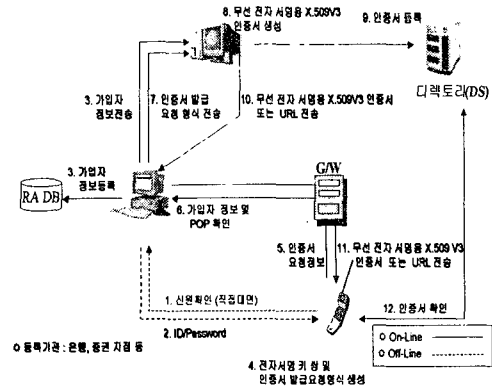 8. 무선 전자 서명용 X.509V3
인증서 생성
9. 인증서 등록
디렉토리(DS)
3. 가입자
정보전송
7. 인증서 발급
요청 형식 전송
10. 무선 전자 서명용 X.509V3 인증서
또는 URL 전송
3. 가입자
정보등록
RA DB
G/W
6. 가입자 정보 및
POP 확인
5. 인증서
요청정보
11. 무선 전자 서명용 X.509 V3
인증서 또는 URL 전송
1. 신원확인 (직접대면)
2. ID/Password
12. 인증서 확인
o On-Line
o Off-Line
o 등록기관 : 은행, 증권 지점 등
4. 전자서명 키 쌍 및
인증서 발급요청형식 생성